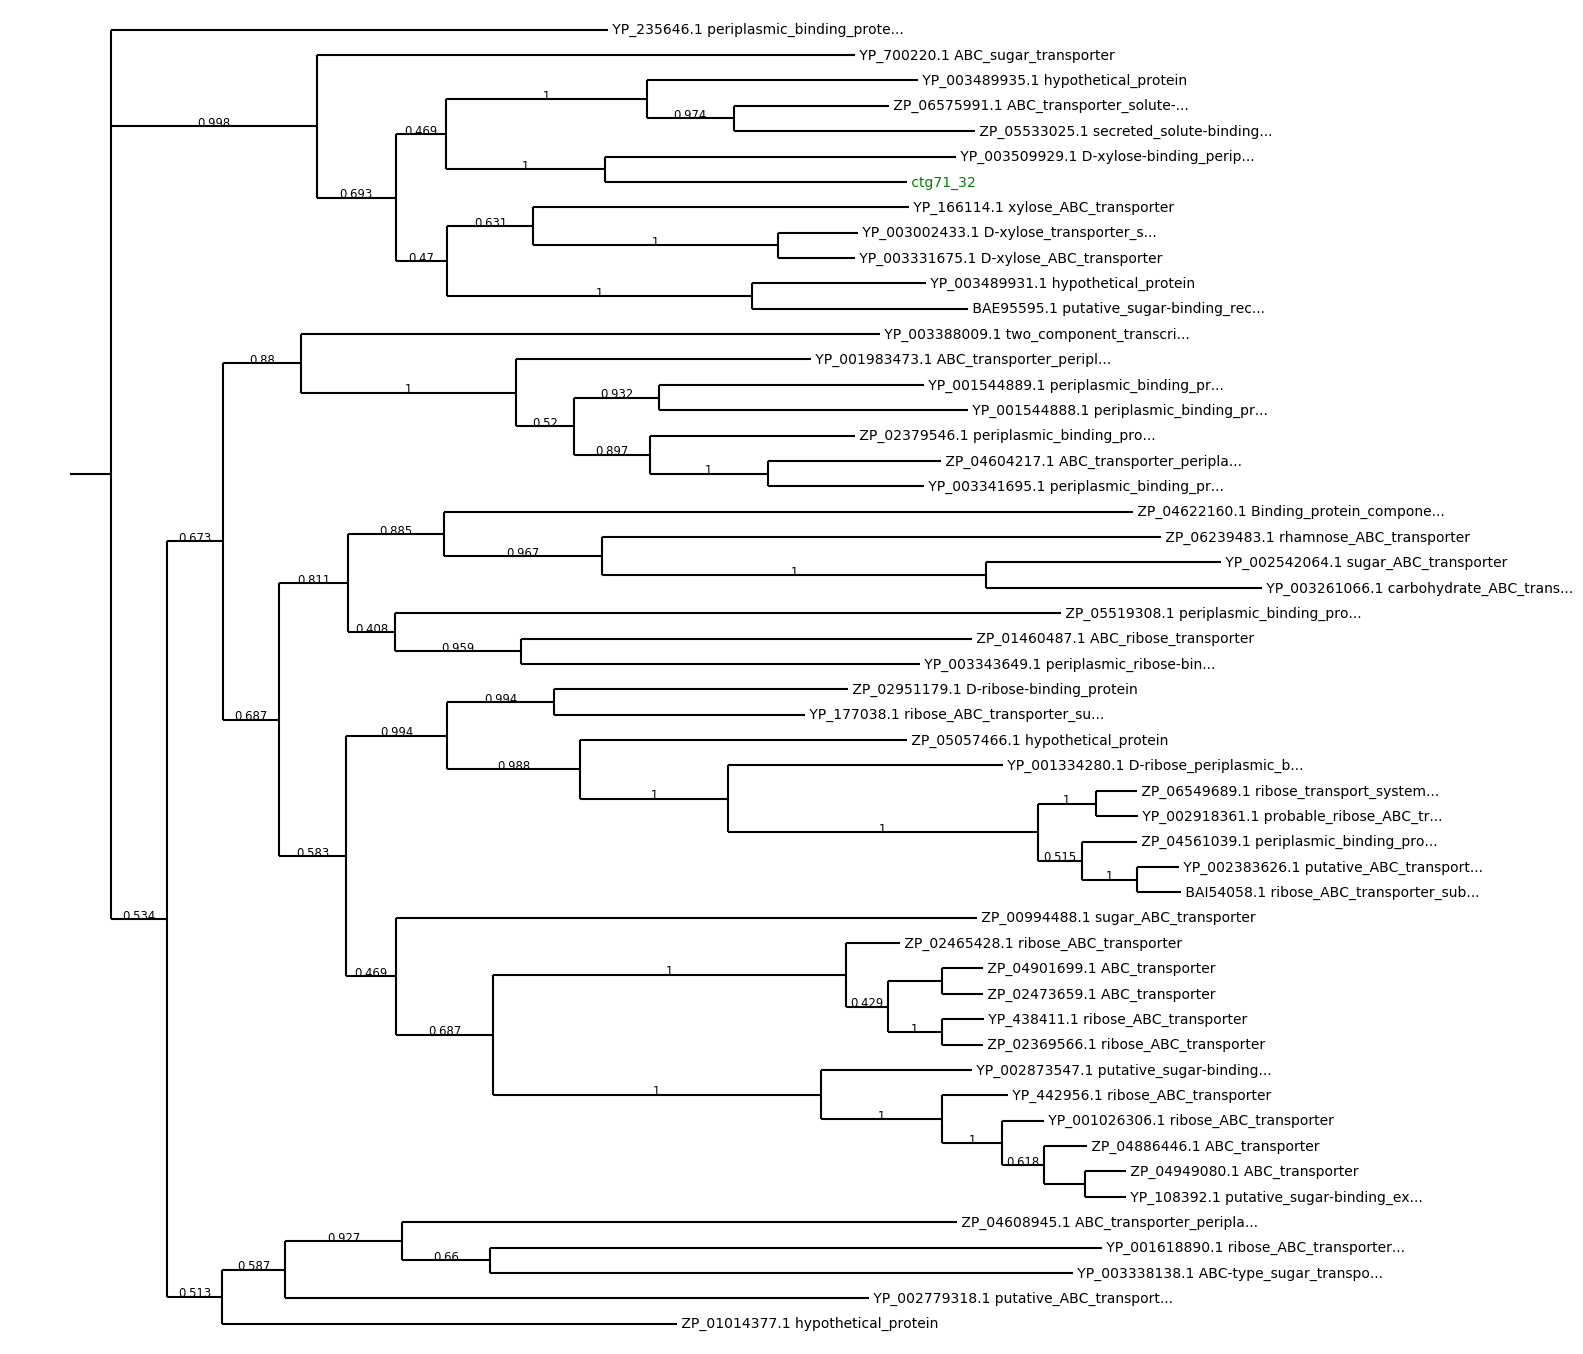 YP_235646.1 periplasmic_binding_prote...
YP_700220.1 ABC_sugar_transporter
YP_003489935.1 hypothetical_protein
1
ZP_06575991.1 ABC_transporter_solute-...
0.974
0.998
ZP_05533025.1 secreted_solute-binding...
0.469
YP_003509929.1 D-xylose-binding_perip...
1
ctg71_32
0.693
YP_166114.1 xylose_ABC_transporter
0.631
YP_003002433.1 D-xylose_transporter_s...
1
0.47
YP_003331675.1 D-xylose_ABC_transporter
YP_003489931.1 hypothetical_protein
1
BAE95595.1 putative_sugar-binding_rec...
YP_003388009.1 two_component_transcri...
0.88
YP_001983473.1 ABC_transporter_peripl...
1
YP_001544889.1 periplasmic_binding_pr...
0.932
YP_001544888.1 periplasmic_binding_pr...
0.52
ZP_02379546.1 periplasmic_binding_pro...
0.897
ZP_04604217.1 ABC_transporter_peripla...
1
YP_003341695.1 periplasmic_binding_pr...
ZP_04622160.1 Binding_protein_compone...
0.885
0.673
ZP_06239483.1 rhamnose_ABC_transporter
0.967
YP_002542064.1 sugar_ABC_transporter
1
0.811
YP_003261066.1 carbohydrate_ABC_trans...
ZP_05519308.1 periplasmic_binding_pro...
0.408
ZP_01460487.1 ABC_ribose_transporter
0.959
YP_003343649.1 periplasmic_ribose-bin...
ZP_02951179.1 D-ribose-binding_protein
0.994
0.687
YP_177038.1 ribose_ABC_transporter_su...
0.994
ZP_05057466.1 hypothetical_protein
0.988
YP_001334280.1 D-ribose_periplasmic_b...
1
ZP_06549689.1 ribose_transport_system...
1
YP_002918361.1 probable_ribose_ABC_tr...
1
ZP_04561039.1 periplasmic_binding_pro...
0.583
0.515
YP_002383626.1 putative_ABC_transport...
1
BAI54058.1 ribose_ABC_transporter_sub...
0.534
ZP_00994488.1 sugar_ABC_transporter
ZP_02465428.1 ribose_ABC_transporter
0.469
1
ZP_04901699.1 ABC_transporter
ZP_02473659.1 ABC_transporter
0.429
YP_438411.1 ribose_ABC_transporter
0.687
1
ZP_02369566.1 ribose_ABC_transporter
YP_002873547.1 putative_sugar-binding...
1
YP_442956.1 ribose_ABC_transporter
1
YP_001026306.1 ribose_ABC_transporter
1
ZP_04886446.1 ABC_transporter
0.618
ZP_04949080.1 ABC_transporter
YP_108392.1 putative_sugar-binding_ex...
ZP_04608945.1 ABC_transporter_peripla...
0.927
YP_001618890.1 ribose_ABC_transporter...
0.66
0.587
YP_003338138.1 ABC-type_sugar_transpo...
0.513
YP_002779318.1 putative_ABC_transport...
ZP_01014377.1 hypothetical_protein